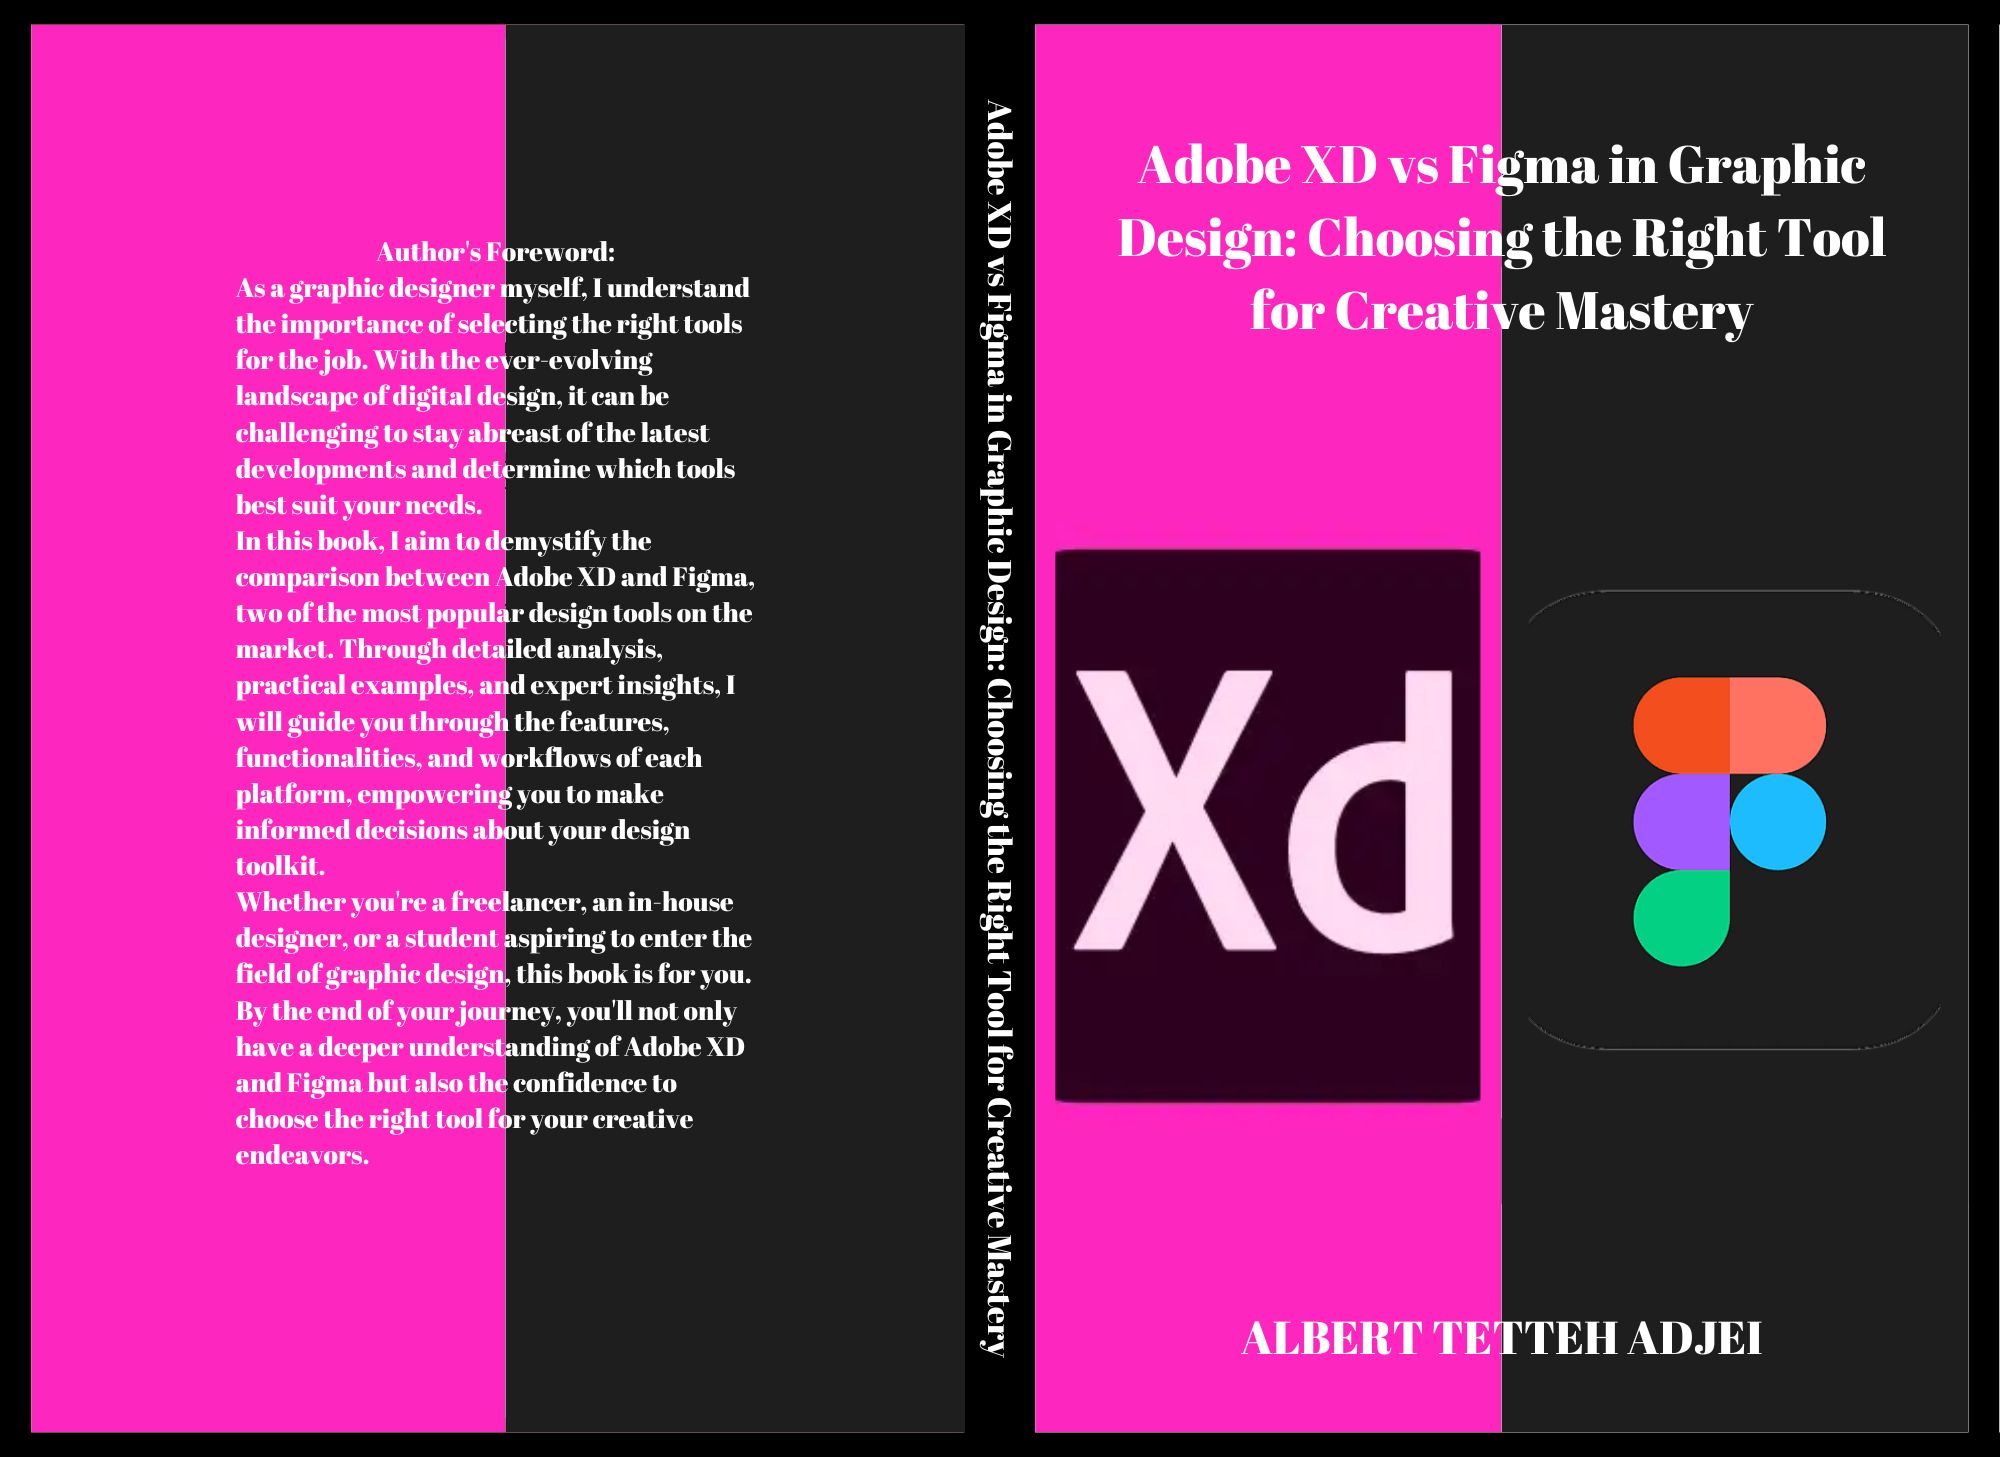 Author's Foreword:
As a graphic designer myself, I understand
the importance of selecting the right tools
for the job. With the ever-evolving
landscape of digital design, it can be
challenging to stay abreast of the latest
developments and determine which tools
best suit your needs.
In this book, I aim to demystify the
comparison between Adobe XD and Figma,
two of the most popular design tools on the
market. Through detailed analysis,
practical examples, and expert insights, I
will guide you through the features,
functionalities, and workflows of each
platform, empowering you to make
informed decisions about your design
toolkit.
Whether you're a freelancer, an in-house
designer, or a student aspiring to enter the
field of graphic design, this book is for you.
By the end of your journey, you'll not only
have a deeper understanding of Adobe XD
and Figma but also the confidence to
choose the right tool for your creative
endeavors.
Adobe XD vs Figma in Graphic Design: Choosing the Right Tool for Creative Mastery
Adobe XD vs Figma in Graphic
Design: Choosing the Right Tool
for Creative Mastery
Xd
ALBERT TETTEH ADJEI